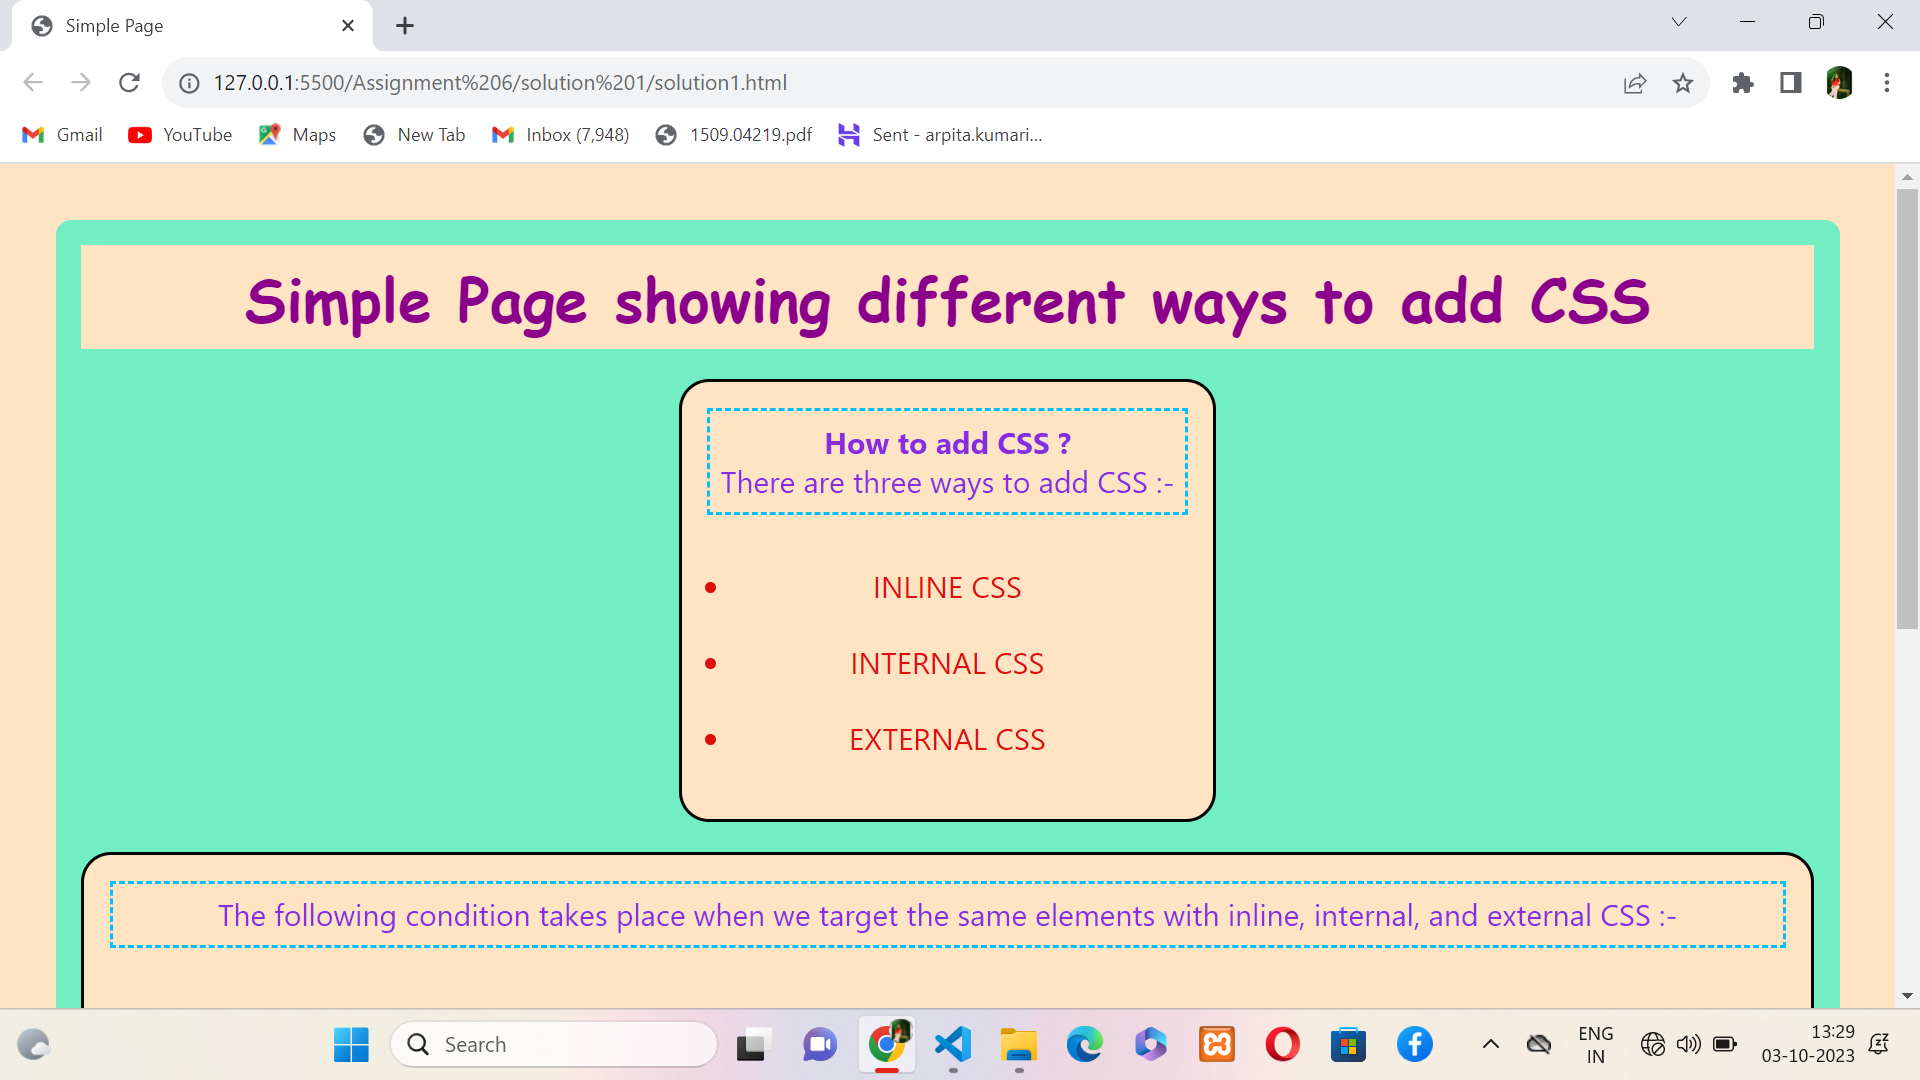 Simple Page
127.0.0.1:5500/Assignment%206/solution%201/solution1.html
Gmail YouTube Maps New Tab Inbox (7,948) 1509.04219.pdf Sent - arpita.kumari...
Simple Page showing different ways to add CSS
How to add CSS ?
There are three ways to add CSS :-
INLINE CSS
INTERNAL CSS
EXTERNAL CSS
The following condition takes place when we target the same elements with inline, internal, and external CSS :-
Search
ENG
IN
13:29
03-10-2023